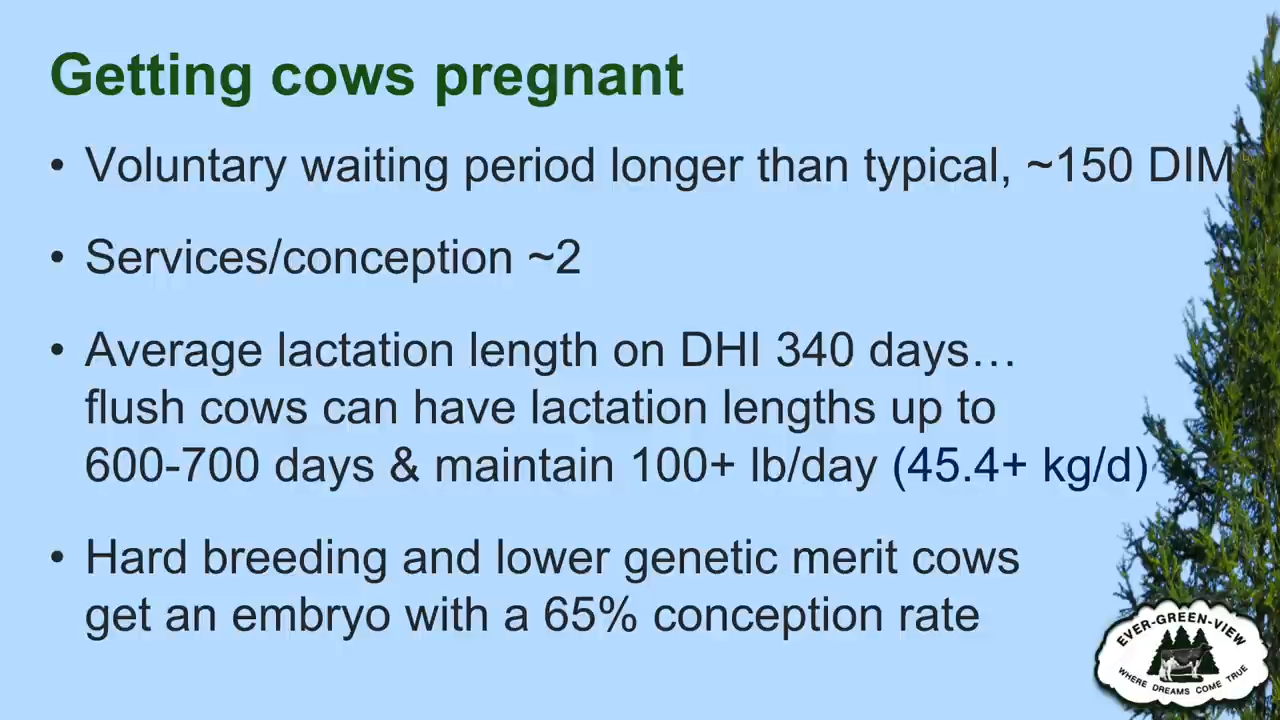 Getting cows pregnant
• Voluntary waiting period longer than typical, ~150 DIM
• Services/conception ~2
• Average lactation length on DHI 340 days…
flush cows can have lactation lengths up to
600-700 days & maintain 100+ lb/day (45.4+ kg/d)
• Hard breeding and lower genetic merit cows
get an embryo with a 65% conception rate
EVER-GREEN-VIEW
WHERE DREAMS COME TRUE